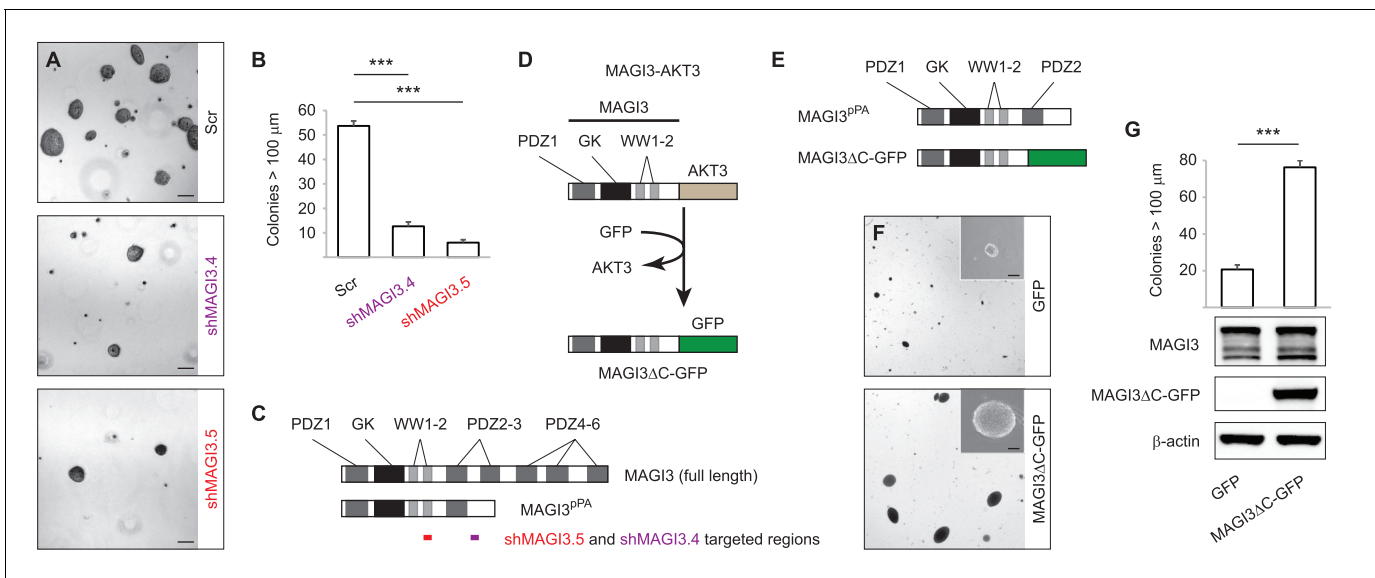 A
Scr
shMAGI3.4
shMAGI3.5
B
***
***
Colonies > 100 μm
60
50
40
30
20
10
Scr
shMAGI3.4
shMAGI3.5
C
PDZ1 GK WW1-2 PDZ2-3 PDZ4-6
MAGI3 (full length)
MAGI3pPA
shMAGI3.5 and shMAGI3.4 targeted regions
D
MAGI3-AKT3
MAGI3
PDZ1 GK WW1-2
AKT3
GFP
AKT3
GFP
MAGI3ΔC-GFP
E
PDZ1 GK WW1-2 PDZ2
MAGI3pPA
MAGI3ΔC-GFP
F
GFP
MAGI3ΔC-GFP
G
***
Colonies > 100 μm
80
60
40
20
MAGI3
MAGI3ΔC-GFP
β-actin
GFP
MAGI3ΔC-GFP